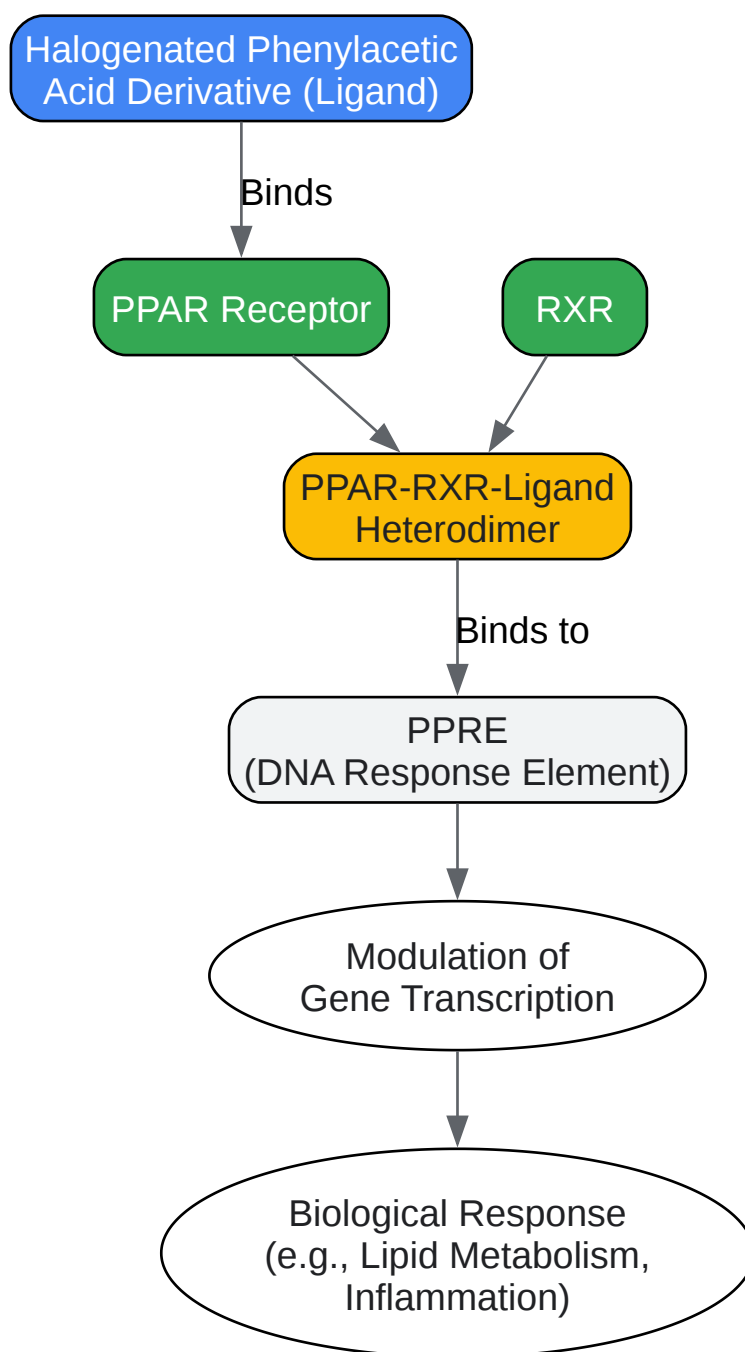 Halogenated Phenylacetic
Acid Derivative (Ligand)
Binds
PPAR Receptor
RXR
PPAR-RXR-Ligand
Heterodimer
Binds to
PPRE
(DNA Response Element)
Modulation of
Gene Transcription
Biological Response
(e.g., Lipid Metabolism,
Inflammation)